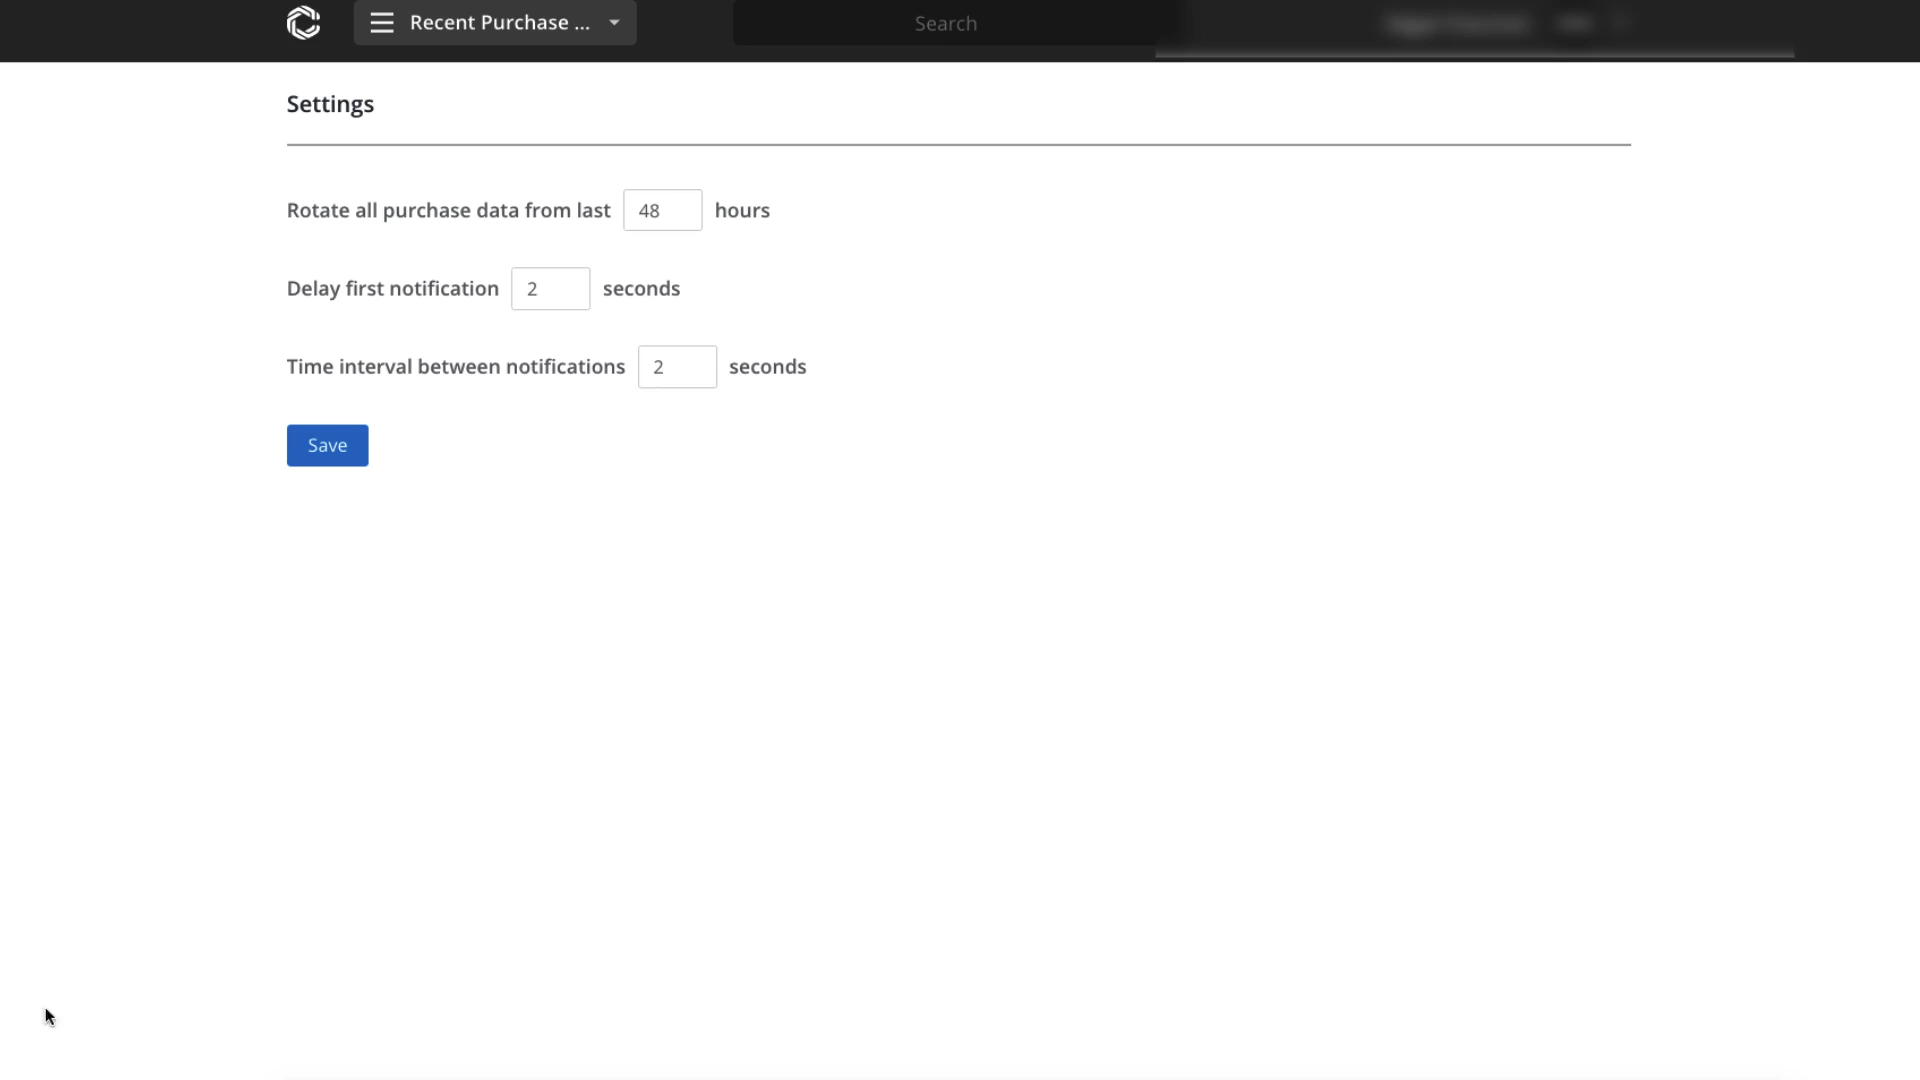 Recent Purchase ...
Search
Settings
Rotate all purchase data from last 48 hours
Delay first notification 2 seconds
Time interval between notifications 2 seconds
Save